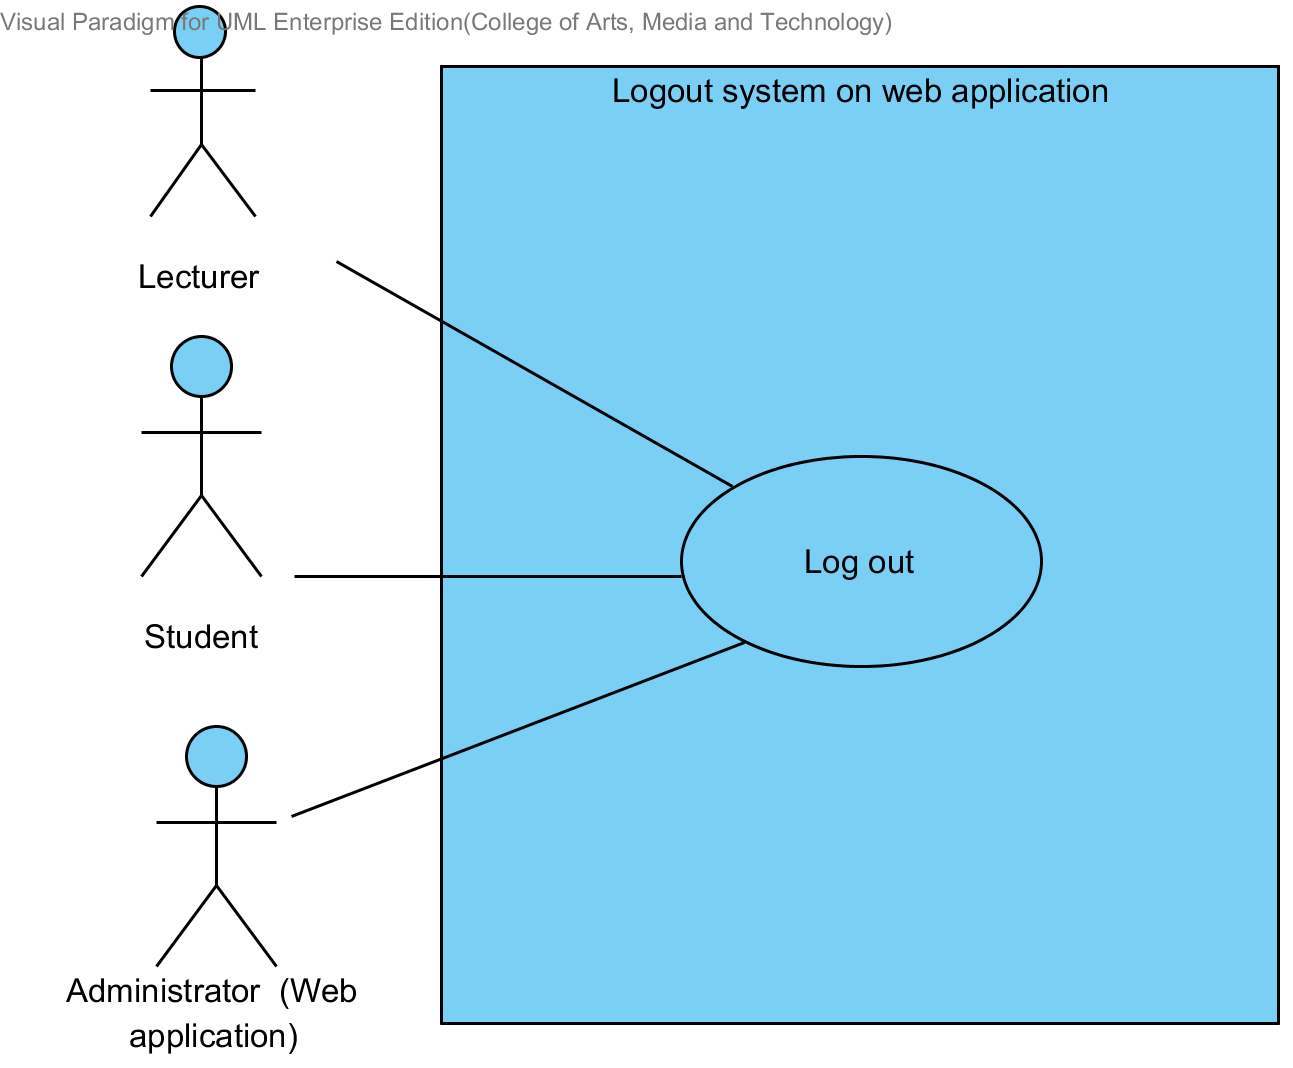 Visual Paradigm for UML Enterprise Edition(College of Arts, Media and Technology)
Logout system on web application
Lecturer
Log out
Student
Administrator (Web
application)